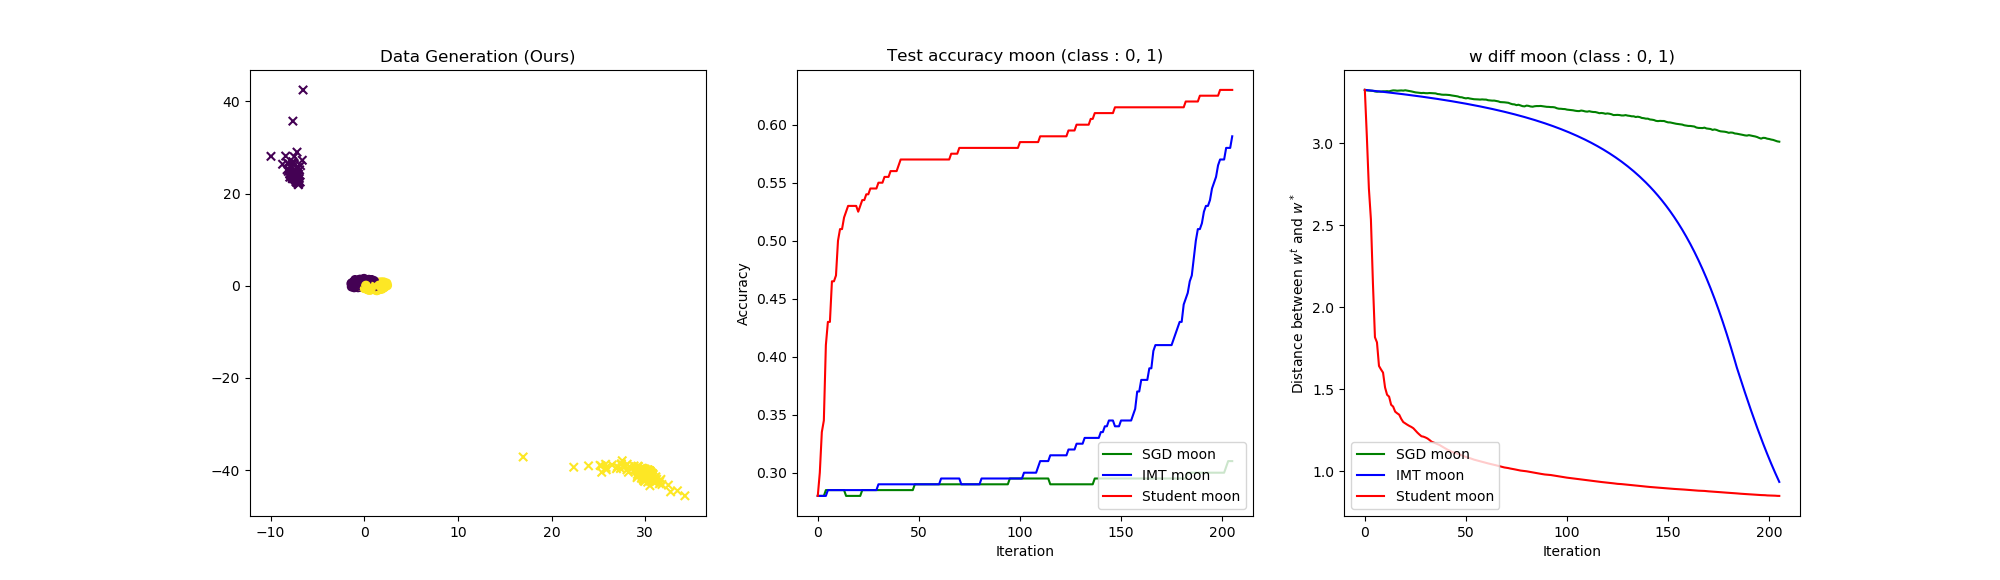 Data Generation (Ours)
40
20
0
−20
−40
−10
0
10
20
30
Test accuracy moon (class : 0, 1)
Accuracy
0.60
0.55
0.50
0.45
0.40
0.35
0.30
SGD moon
IMT moon
Student moon
0
50
100
150
200
Iteration
w diff moon (class : 0, 1)
Distance between w^t and w^*
3.0
2.5
2.0
1.5
1.0
SGD moon
IMT moon
Student moon
0
50
100
150
200
Iteration